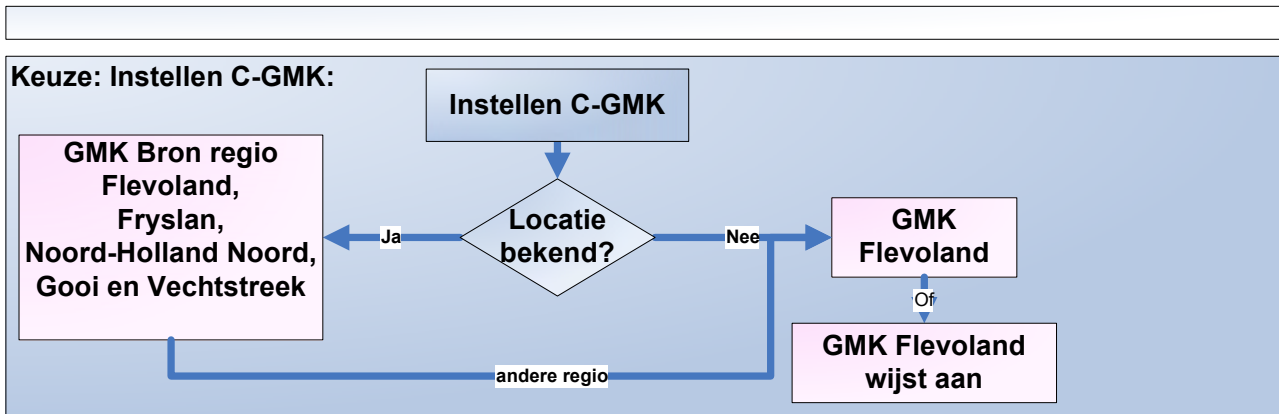 Keuze: Instellen C-GMK:
Instellen C-GMK
GMK Bron regio
Flevoland,
Fryslan,
Noord-Holland Noord,
Gooi en Vechtstreek
Ja
Locatie
bekend?
Nee
GMK
Flevoland
Of
GMK Flevoland
wijst aan
andere regio